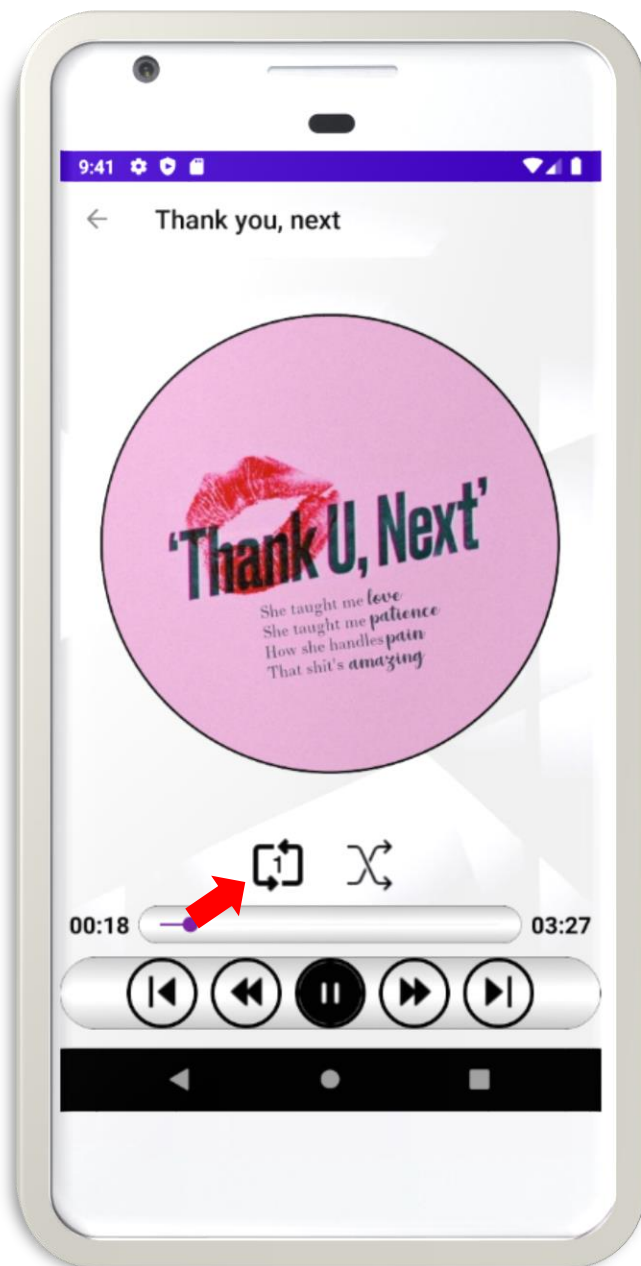 9:41
Thank you, next
'Thank U, Next'
She taught me love
She taught me patience
How she handles pain
That shit's amazing
1
00:18
03:27